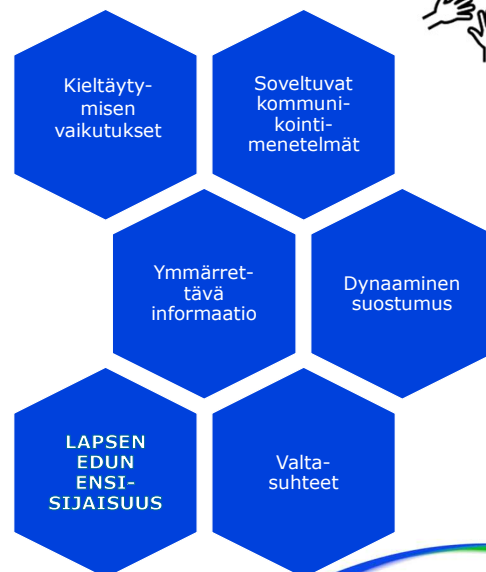 Kieltäyty-
misen
vaikutukset
Soveltuvat
kommuni-
kointi-
menetelmät
Ymmärret-
tävä
informaatio
Dynaaminen
suostumus
LAPSEN
EDUN
ENSI-
SIJAISUUS
Valta-
suhteet